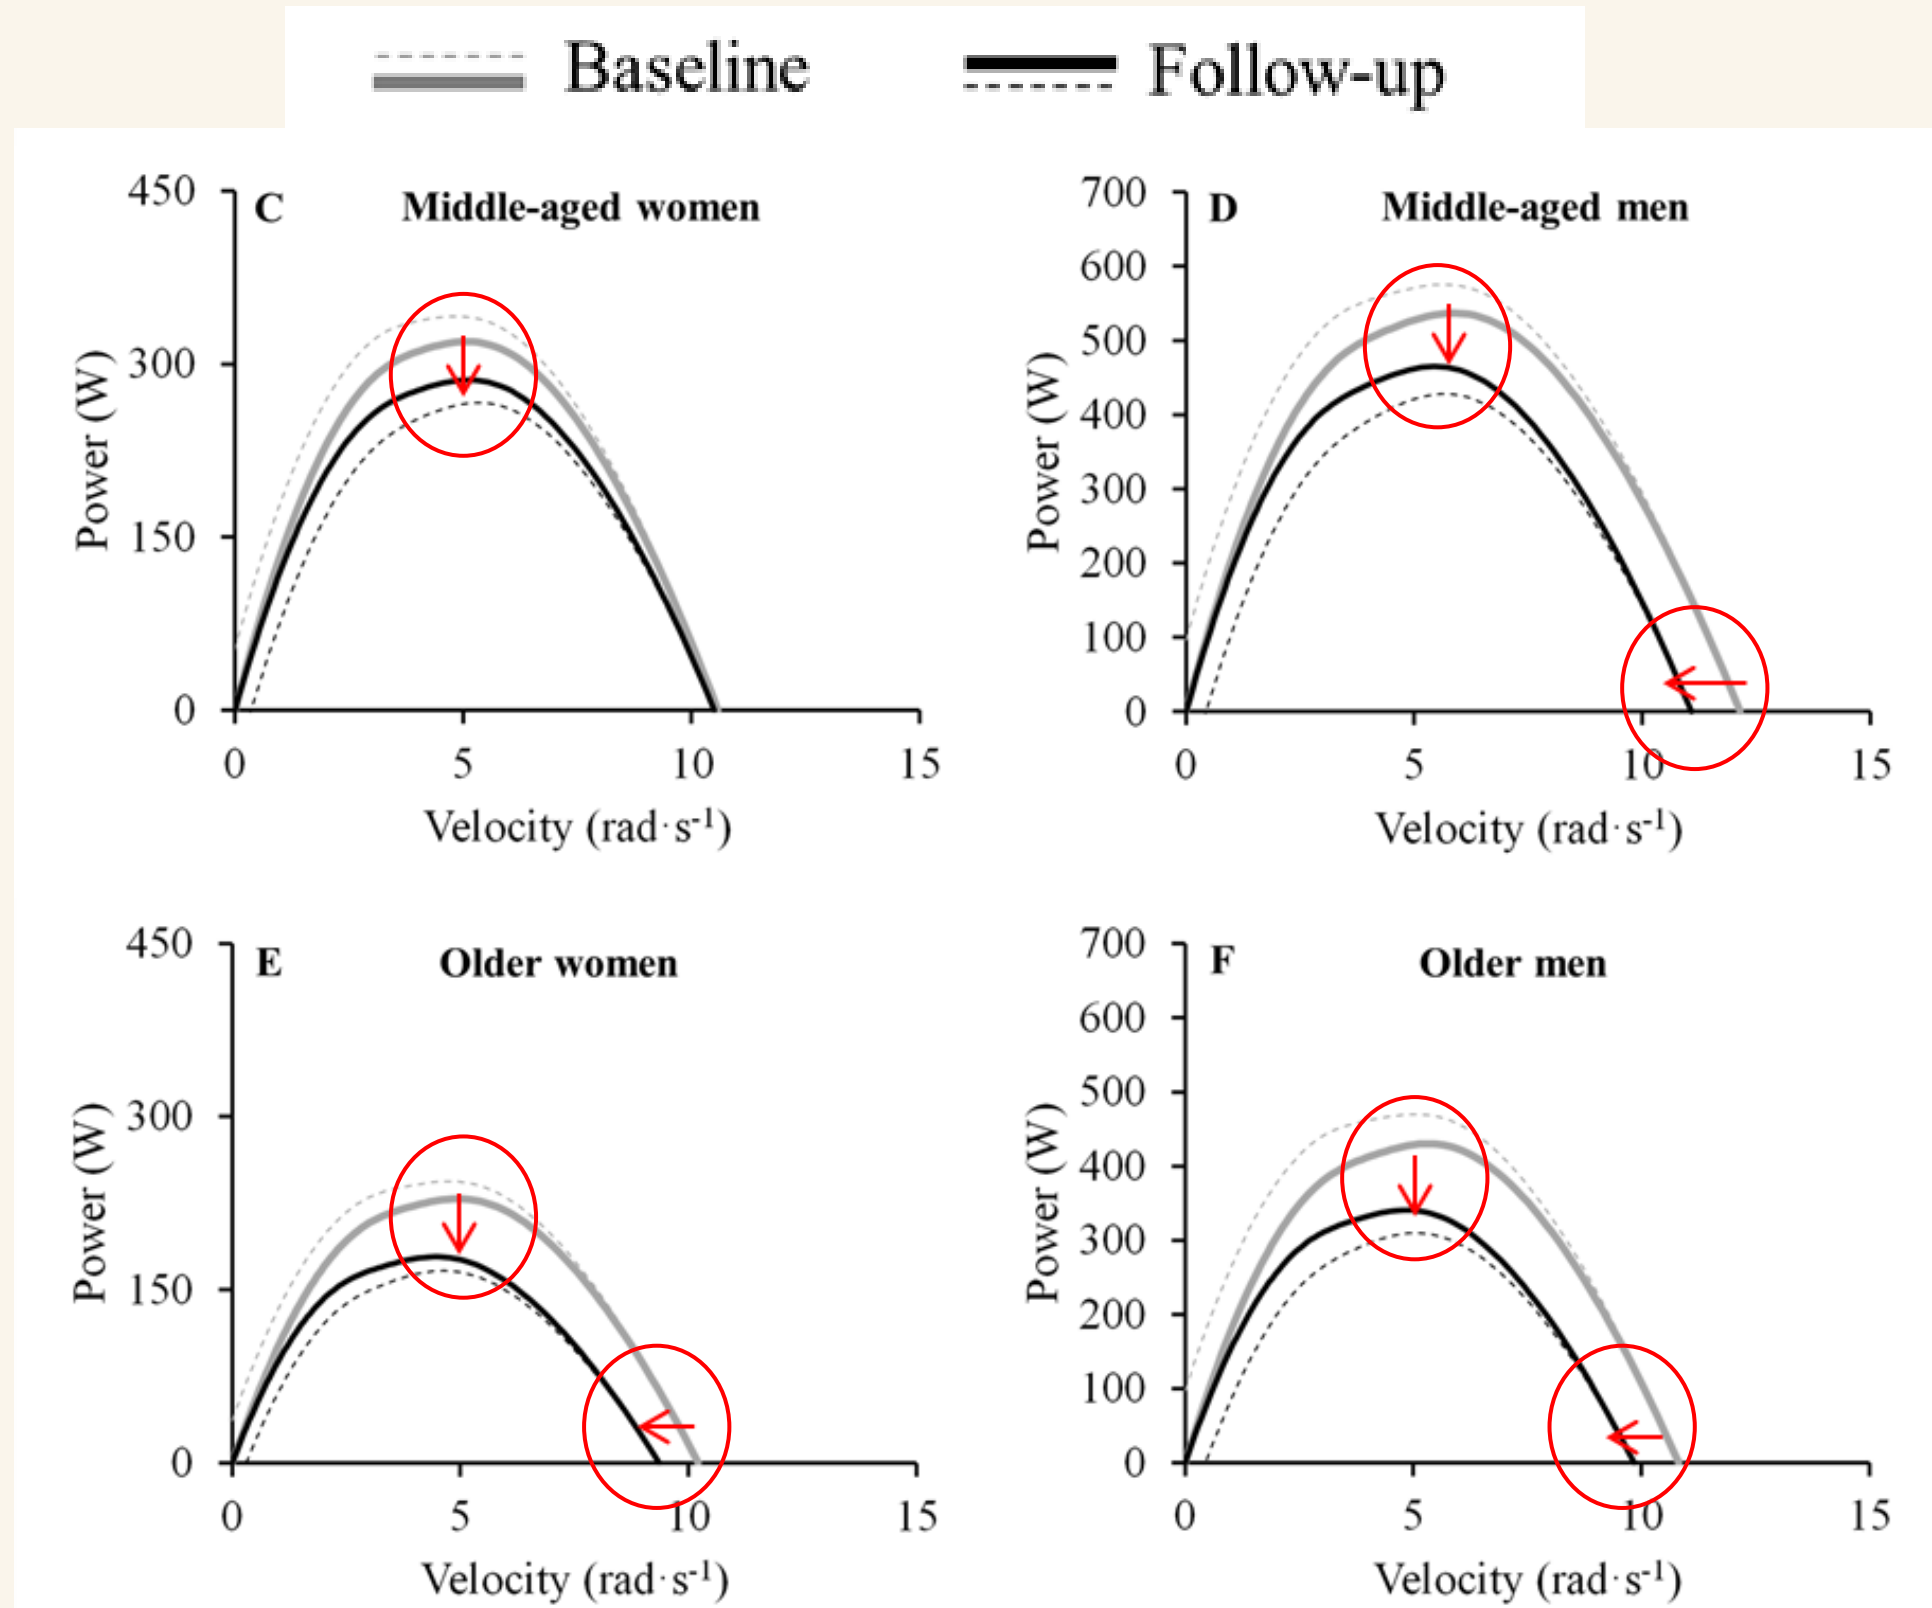 Baseline Follow-up
C Middle-aged women
450
300
150
0
Power (W)
0 5 10 15
Velocity (rad·s-1)
D Middle-aged men
700
600
500
400
300
200
100
0
Power (W)
0 5 10 15
Velocity (rad·s-1)
E Older women
450
300
150
0
Power (W)
0 5 10 15
Velocity (rad·s-1)
F Older men
700
600
500
400
300
200
100
0
Power (W)
0 5 10 15
Velocity (rad·s-1)